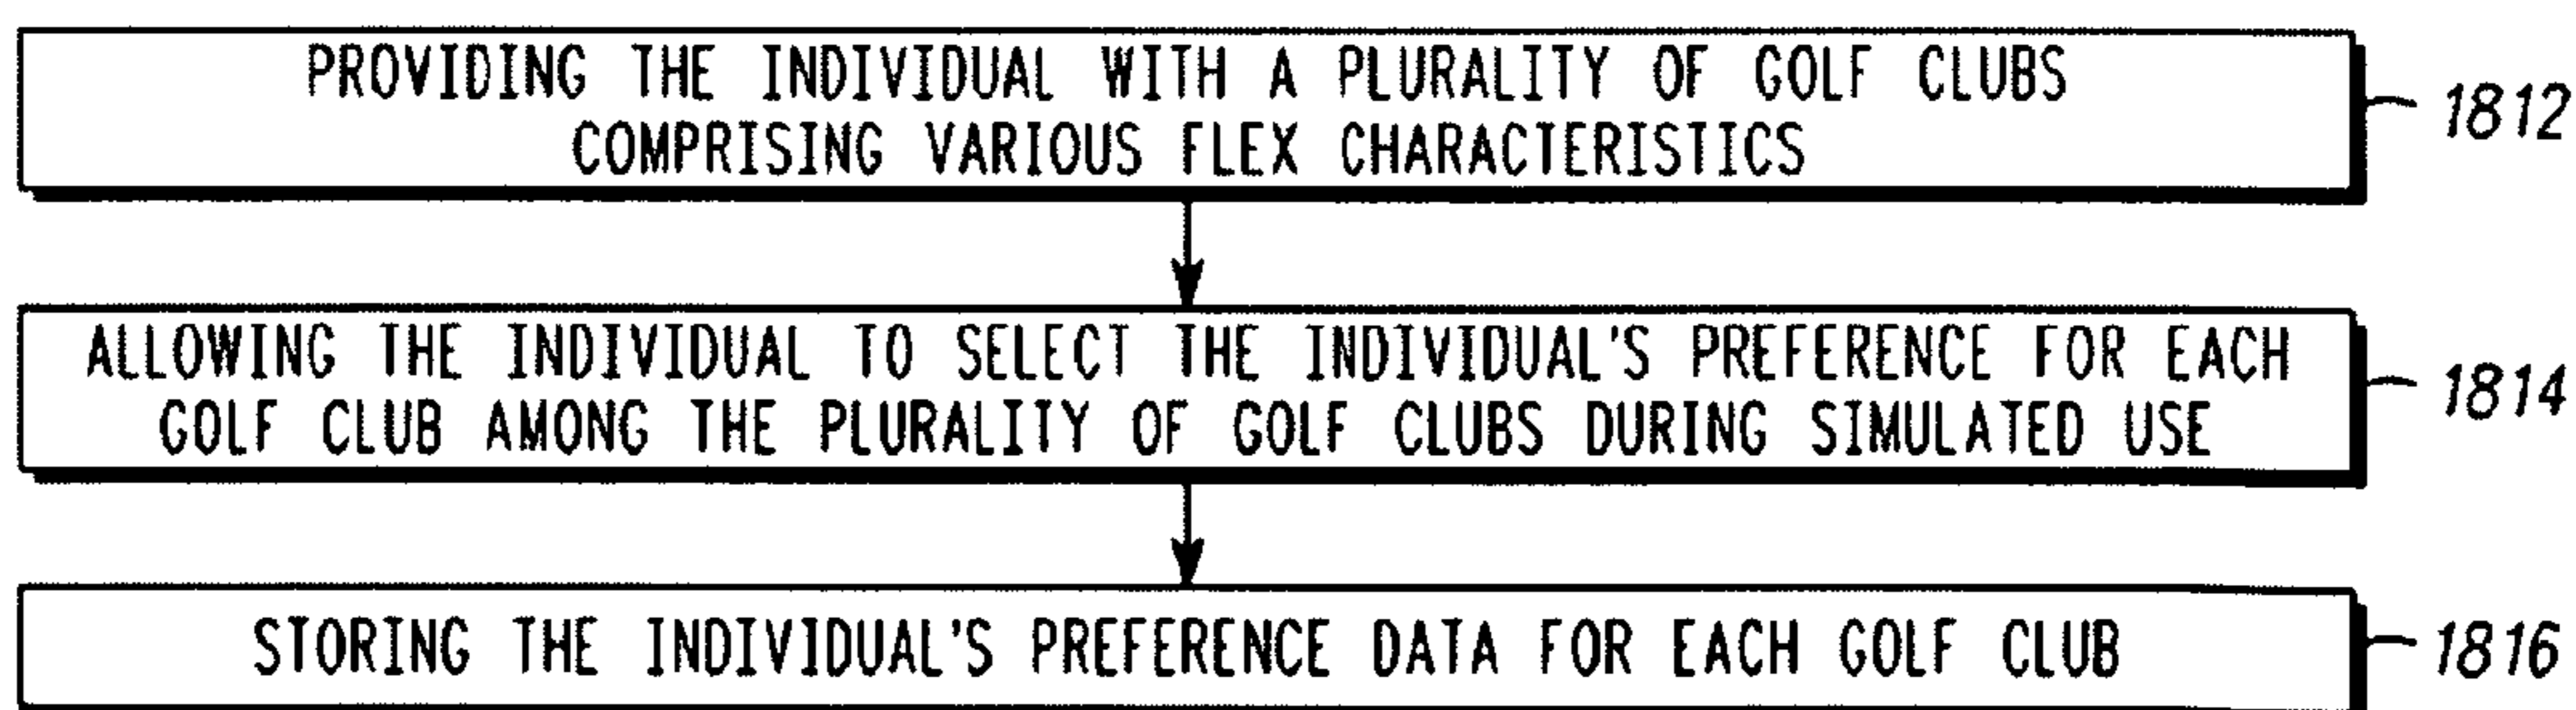 PROVIDING THE INDIVIDUAL WITH A PLURALITY OF GOLF CLUBS
COMPRISING VARIOUS FLEX CHARACTERISTICS
1812
ALLOWING THE INDIVIDUAL TO SELECT THE INDIVIDUAL'S PREFERENCE FOR EACH
GOLF CLUB AMONG THE PLURALITY OF GOLF CLUBS DURING SIMULATED USE
1814
STORING THE INDIVIDUAL'S PREFERENCE DATA FOR EACH GOLF CLUB
1816